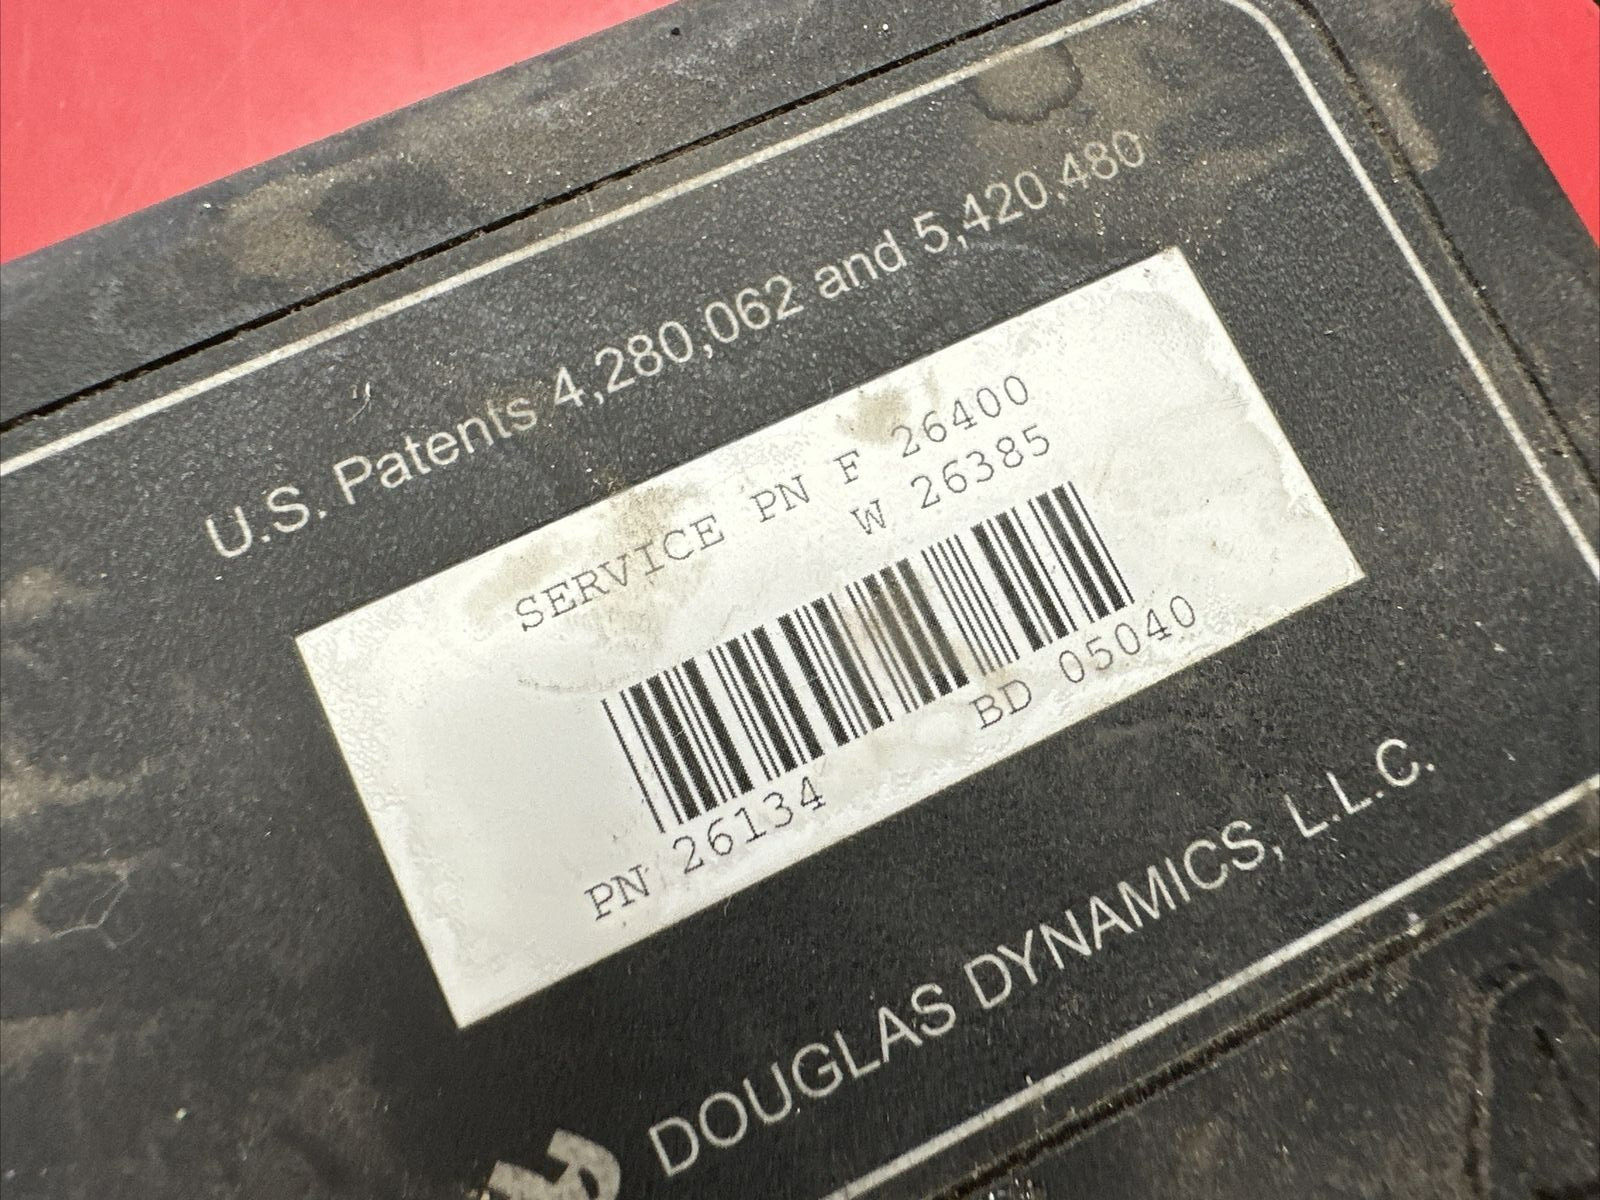 U.S. Patents 4,280,062 and 5,420,480
SERVICE PN F 26400
W 26385
PN 26134 BD 05040
DOUGLAS DYNAMICS, L.L.C.